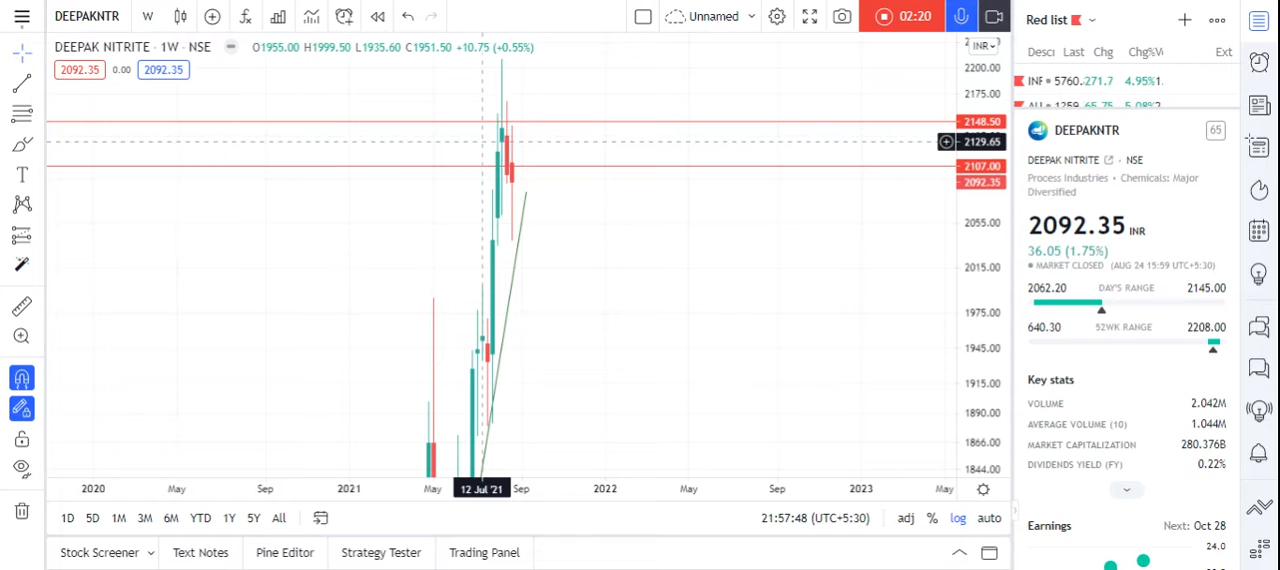 DEEPAKNTR W Unnamed 02:20
DEEPAK NITRITE · 1W · NSE O1955.00 H1999.50 L1935.60 C1951.50 +10.75 (+0.55%)
2092.35 0.00 2092.35
INR
2200.00
2175.00
2148.50
2129.65
2107.00
2092.35
2055.00
2015.00
1975.00
1945.00
1915.00
1890.00
1866.00
1844.00
2020 May Sep 2021 May 12 Jul '21 Sep 2022 May Sep 2023 May
1D 5D 1M 3M 6M YTD 1Y 5Y All 21:57:48 (UTC+5:30) adj % log auto
Stock Screener Text Notes Pine Editor Strategy Tester Trading Panel
Red list
Last Chg Ext
5760. 271.7 4.95%
1259 65.75 5.08%
DEEPAKNTR 65
DEEPAK NITRITE · NSE
Process Industries • Chemicals: Major
Diversified
2092.35 INR
36.05 (1.75%)
MARKET CLOSED (AUG 24 15:59 UTC+5:30)
2062.20 DAY'S RANGE 2145.00
640.30 52WK RANGE 2208.00
Key stats
VOLUME 2.042M
AVERAGE VOLUME (10) 1.044M
MARKET CAPITALIZATION 280.376B
DIVIDENDS YIELD (FY) 0.22%
Earnings Next: Oct 28
24.0